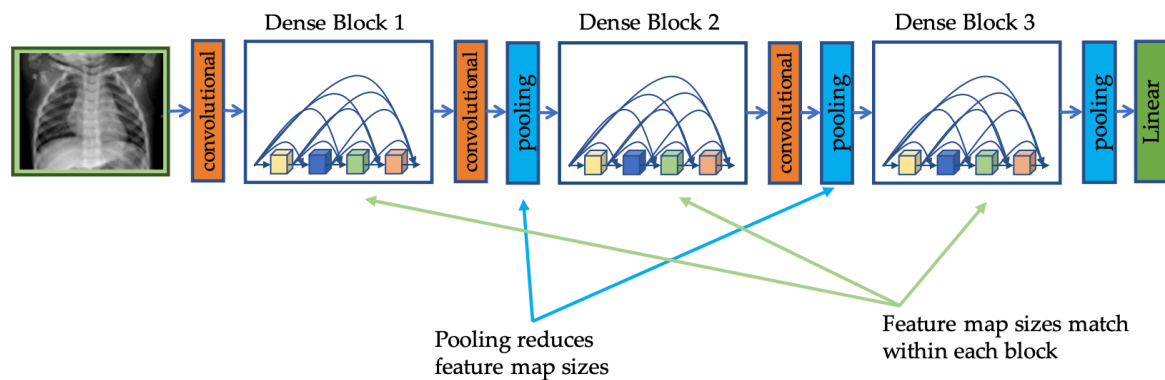 Dense Block 1
Dense Block 2
Dense Block 3
convolutional
convolutional
pooling
convolutional
pooling
pooling
Linear
Pooling reduces
feature map sizes
Feature map sizes match
within each block